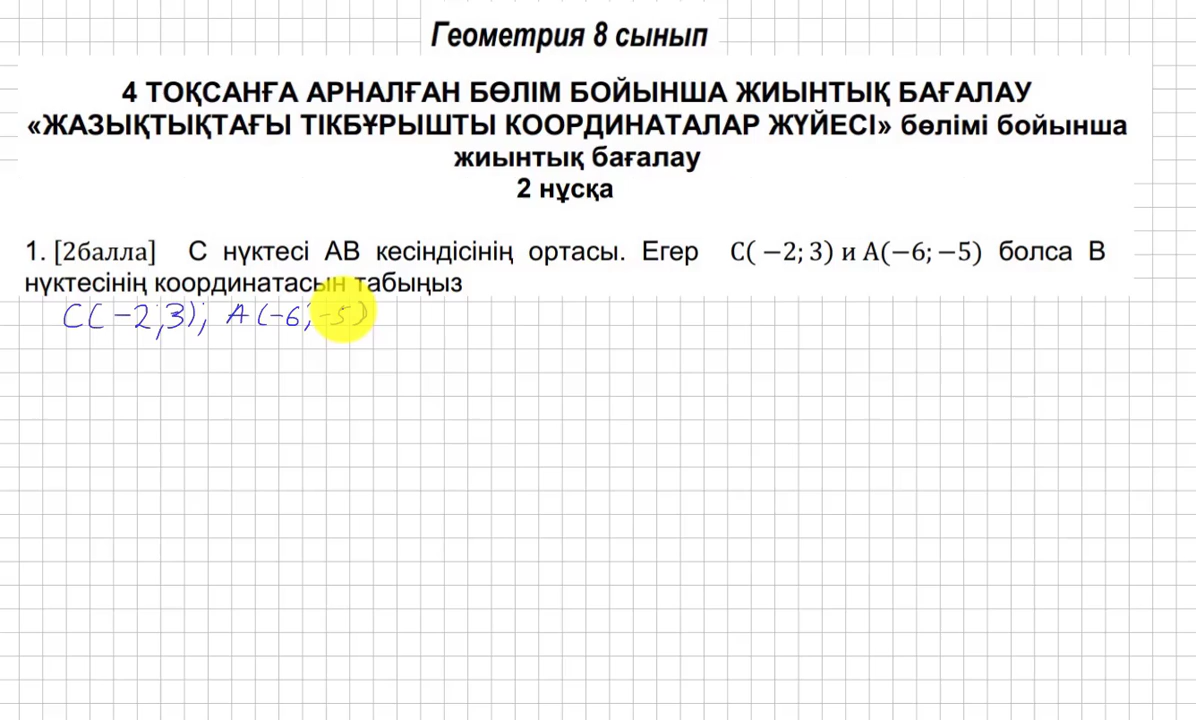 Геометрия 8 сынып
4 ТОҚСАНҒА АРНАЛҒАН БӨЛІМ БОЙЫНША ЖИЫНТЫҚ БАҒАЛАУ
«ЖАЗЫҚТЫҚТАҒЫ ТІКБҰРЫШТЫ КООРДИНАТАЛАР ЖҮЙЕСІ» бөлімі бойынша
жиынтық бағалау
2 нұсқа
1. [2балла] С нүктесі АВ кесіндісінің ортасы. Егер C( −2; 3) и A(−6; −5) болса В
нүктесінің координатасын табыңыз
C(-2;3); A(-6;-5)